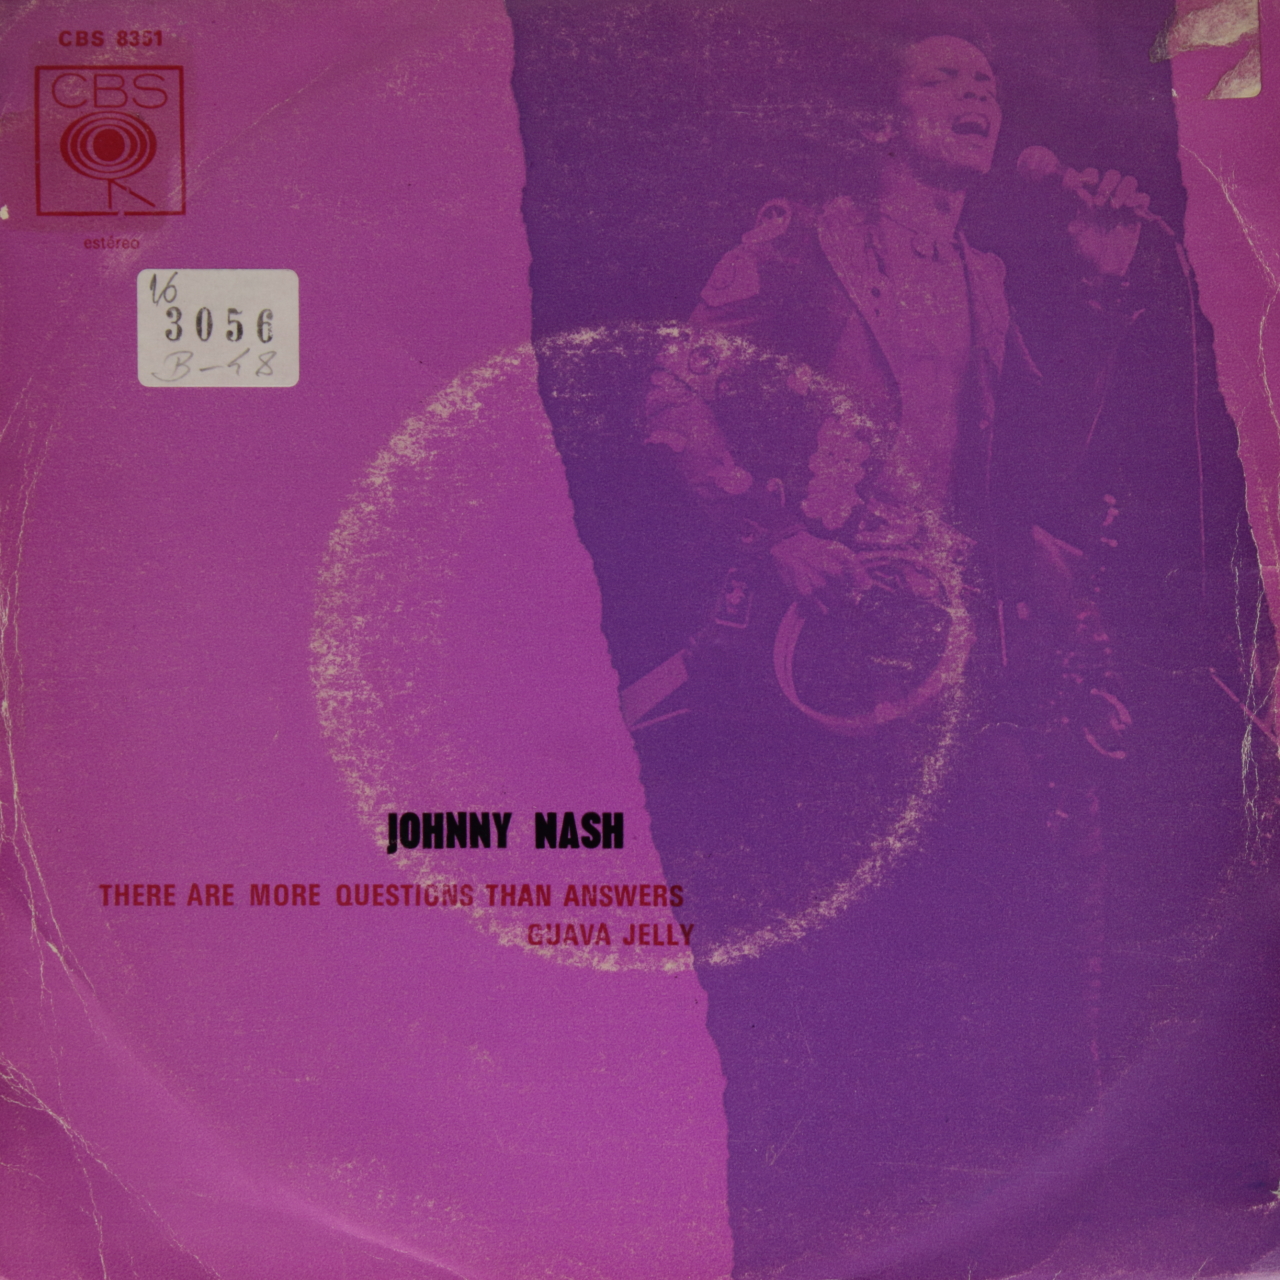 CBS 8351
CBS
estéreo
16
3056
B-48
JOHNNY NASH
THERE ARE MORE QUESTIONS THAN ANSWERS
GUAVA JELLY